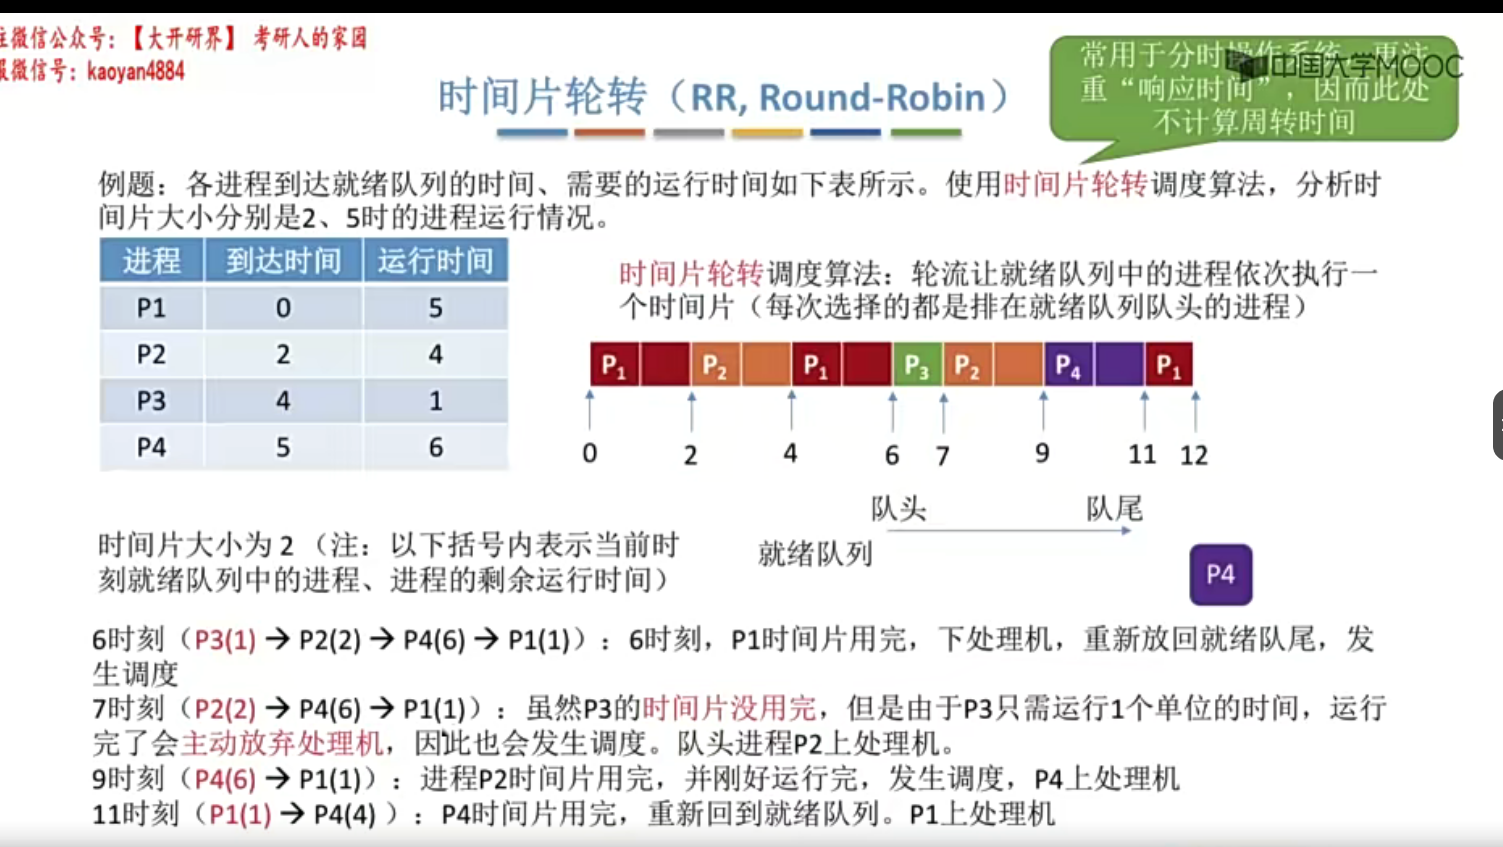 注微信公众号：【大开研界】 考研人的家园
微信号：kaoyan4884
时间片轮转（RR, Round-Robin）
常用于分时操作系统，更注
重“响应时间”，因而此处
不计算周转时间
中国大学MOOC
例题：各进程到达就绪队列的时间、需要的运行时间如下表所示。使用时间片轮转调度算法，分析时
间片大小分别是2、5时的进程运行情况。
进程 到达时间 运行时间
P1 0 5
P2 2 4
P3 4 1
P4 5 6
时间片轮转调度算法：轮流让就绪队列中的进程依次执行一
个时间片（每次选择的都是排在就绪队列队头的进程）
P1 P2 P1 P3 P2 P4 P1
0 2 4 6 7 9 11 12
队头 队尾
就绪队列
P4
时间片大小为 2（注：以下括号内表示当前时
刻就绪队列中的进程、进程的剩余运行时间）
6时刻（P3(1) → P2(2) → P4(6) → P1(1)）：6时刻，P1时间片用完，下处理机，重新放回就绪队尾，发
生调度
7时刻（P2(2) → P4(6) → P1(1)）：虽然P3的时间片没用完，但是由于P3只需运行1个单位的时间，运行
完了会主动放弃处理机，因此也会发生调度。队头进程P2上处理机。
9时刻（P4(6) → P1(1)）：进程P2时间片用完，并刚好运行完，发生调度，P4上处理机
11时刻（P1(1) → P4(4) ）：P4时间片用完，重新回到就绪队列。P1上处理机